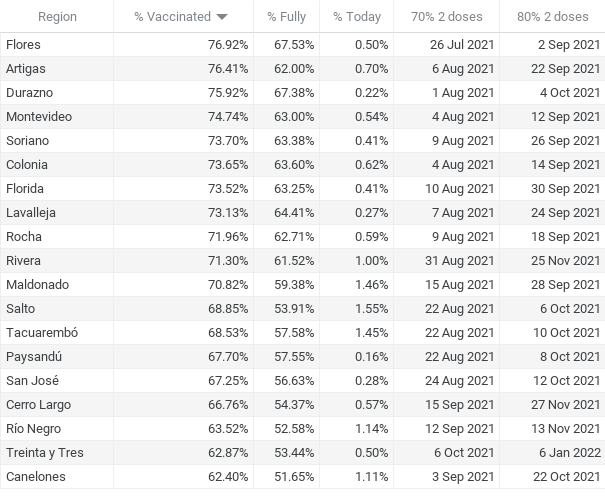 Region % Vaccinated % Fully % Today 70% 2 doses 80% 2 doses
Flores 76.92% 67.53% 0.50% 26 Jul 2021 2 Sep 2021
Artigas 76.41% 62.00% 0.70% 6 Aug 2021 22 Sep 2021
Durazno 75.92% 67.38% 0.22% 1 Aug 2021 4 Oct 2021
Montevideo 74.74% 63.00% 0.54% 4 Aug 2021 12 Sep 2021
Soriano 73.70% 63.38% 0.41% 9 Aug 2021 26 Sep 2021
Colonia 73.65% 63.60% 0.62% 4 Aug 2021 14 Sep 2021
Florida 73.52% 63.25% 0.41% 10 Aug 2021 30 Sep 2021
Lavalleja 73.13% 64.41% 0.27% 7 Aug 2021 24 Sep 2021
Rocha 71.96% 62.71% 0.59% 9 Aug 2021 18 Sep 2021
Rivera 71.30% 61.52% 1.00% 31 Aug 2021 25 Nov 2021
Maldonado 70.82% 59.38% 1.46% 15 Aug 2021 28 Sep 2021
Salto 68.85% 53.91% 1.55% 22 Aug 2021 6 Oct 2021
Tacuarembó 68.53% 57.58% 1.45% 22 Aug 2021 10 Oct 2021
Paysandú 67.70% 57.55% 0.16% 22 Aug 2021 8 Oct 2021
San José 67.25% 56.63% 0.28% 24 Aug 2021 12 Oct 2021
Cerro Largo 66.76% 54.37% 0.57% 15 Sep 2021 27 Nov 2021
Río Negro 63.52% 52.58% 1.14% 12 Sep 2021 13 Nov 2021
Treinta y Tres 62.87% 53.44% 0.50% 6 Oct 2021 6 Jan 2022
Canelones 62.40% 51.65% 1.11% 3 Sep 2021 22 Oct 2021